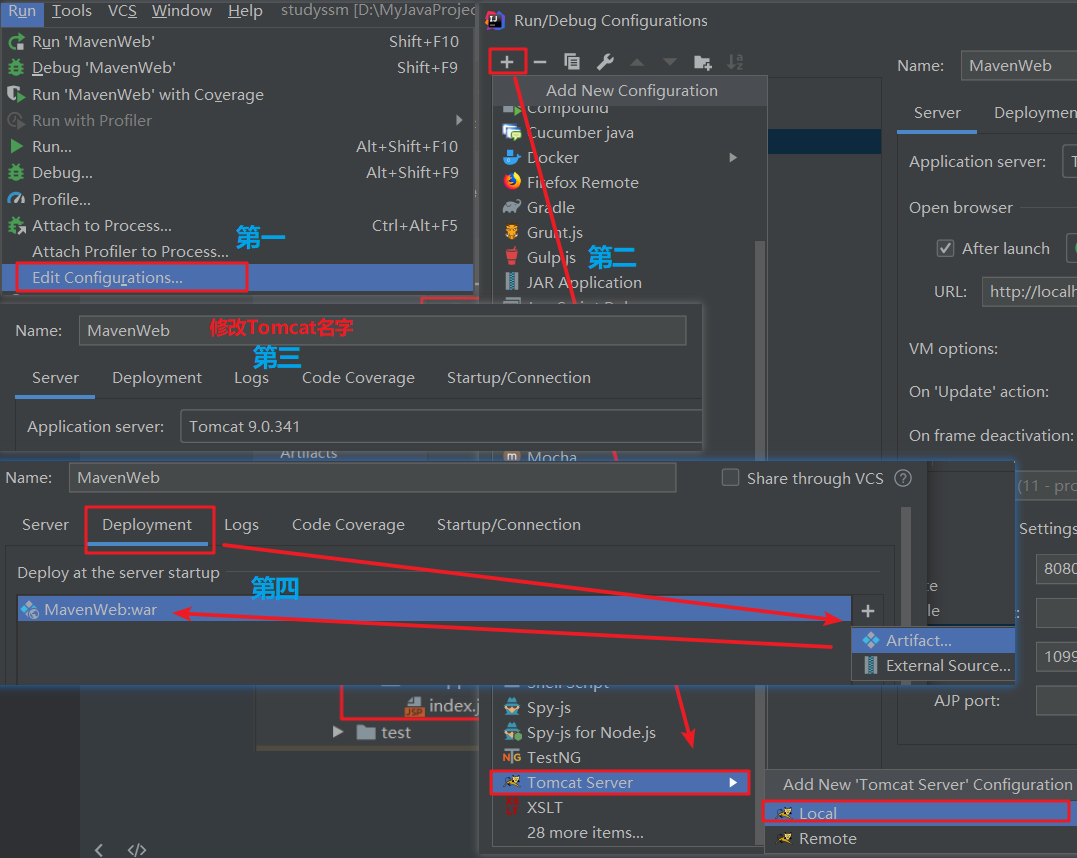 Run Tools VCS Window Help studyssm [D:\MyJavaProjec
Run 'MavenWeb' Shift+F10
Debug 'MavenWeb' Shift+F9
Run 'MavenWeb' with Coverage
Run with Profiler
Run... Alt+Shift+F10
Debug... Alt+Shift+F9
Profile...
Attach to Process... Ctrl+Alt+F5
第一
Attach Profiler to Process...
Edit Configurations...
Run/Debug Configurations
Add New Configuration
Compound
Cucumber java
Docker
Firefox Remote
Gradle
Grunt.js
Gulp.js
第二
JAR Application
Name: MavenWeb
Server Deploymen
Application server: T
Open browser
After launch
URL: http://localh
VM options:
On 'Update' action:
On frame deactivation:
(11 - pro
Settings
8080
1099
AJP port:
Name: MavenWeb 修改Tomcat名字
第三
Server Deployment Logs Code Coverage Startup/Connection
Application server: Tomcat 9.0.341
Artifacts
Mocha
Name: MavenWeb Share through VCS ?
Server Deployment Logs Code Coverage Startup/Connection
Deploy at the server startup
第四
MavenWeb:war
Artifact...
External Source...
index.j
test
Shell Script
Spy-js
Spy-js for Node.js
TestNG
Tomcat Server
XSLT
28 more items...
Add New 'Tomcat Server' Configuration
Local
Remote